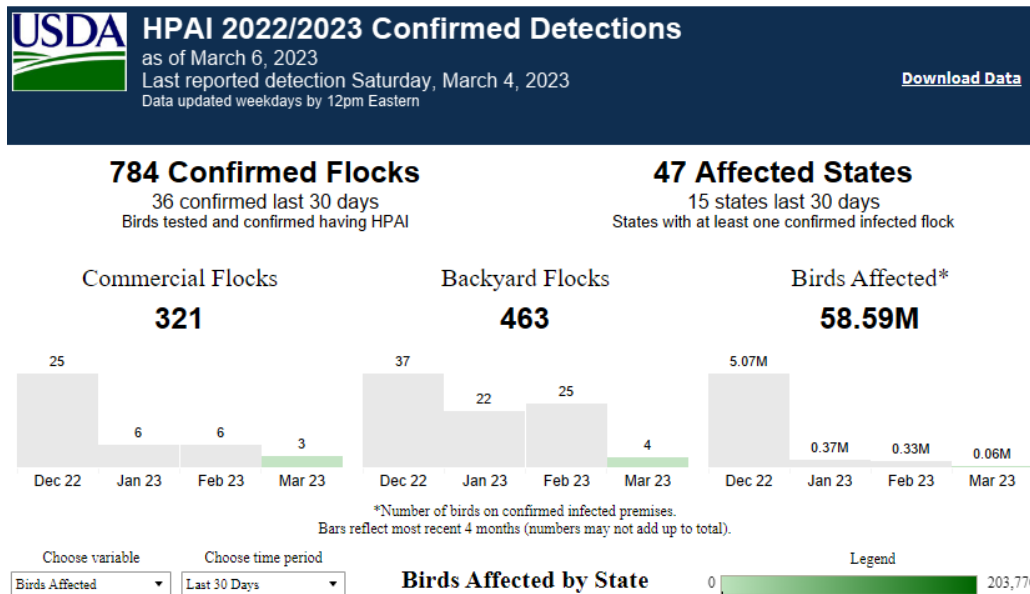 USDA
HPAI 2022/2023 Confirmed Detections
as of March 6, 2023
Last reported detection Saturday, March 4, 2023
Data updated weekdays by 12pm Eastern
Download Data
784 Confirmed Flocks
36 confirmed last 30 days
Birds tested and confirmed having HPAI
47 Affected States
15 states last 30 days
States with at least one confirmed infected flock
Commercial Flocks
321
25
6
6
3
Dec 22 Jan 23 Feb 23 Mar 23
Backyard Flocks
463
37
22
25
4
Dec 22 Jan 23 Feb 23 Mar 23
Birds Affected*
58.59M
5.07M
0.37M
0.33M
0.06M
Dec 22 Jan 23 Feb 23 Mar 23
*Number of birds on confirmed infected premises.
Bars reflect most recent 4 months (numbers may not add up to total).
Choose variable
Birds Affected
Choose time period
Last 30 Days
Birds Affected by State
Legend
0